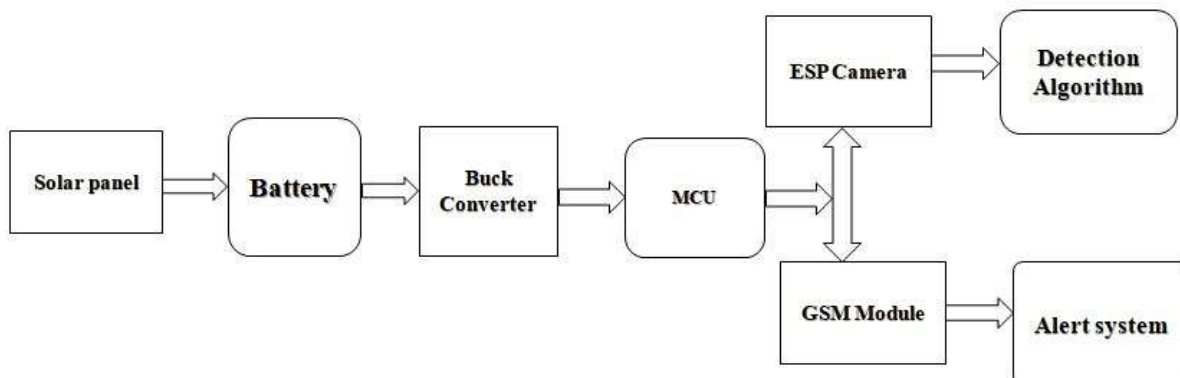 Solar panel
Battery
Buck
Converter
MCU
ESP Camera
Detection
Algorithm
GSM Module
Alert system